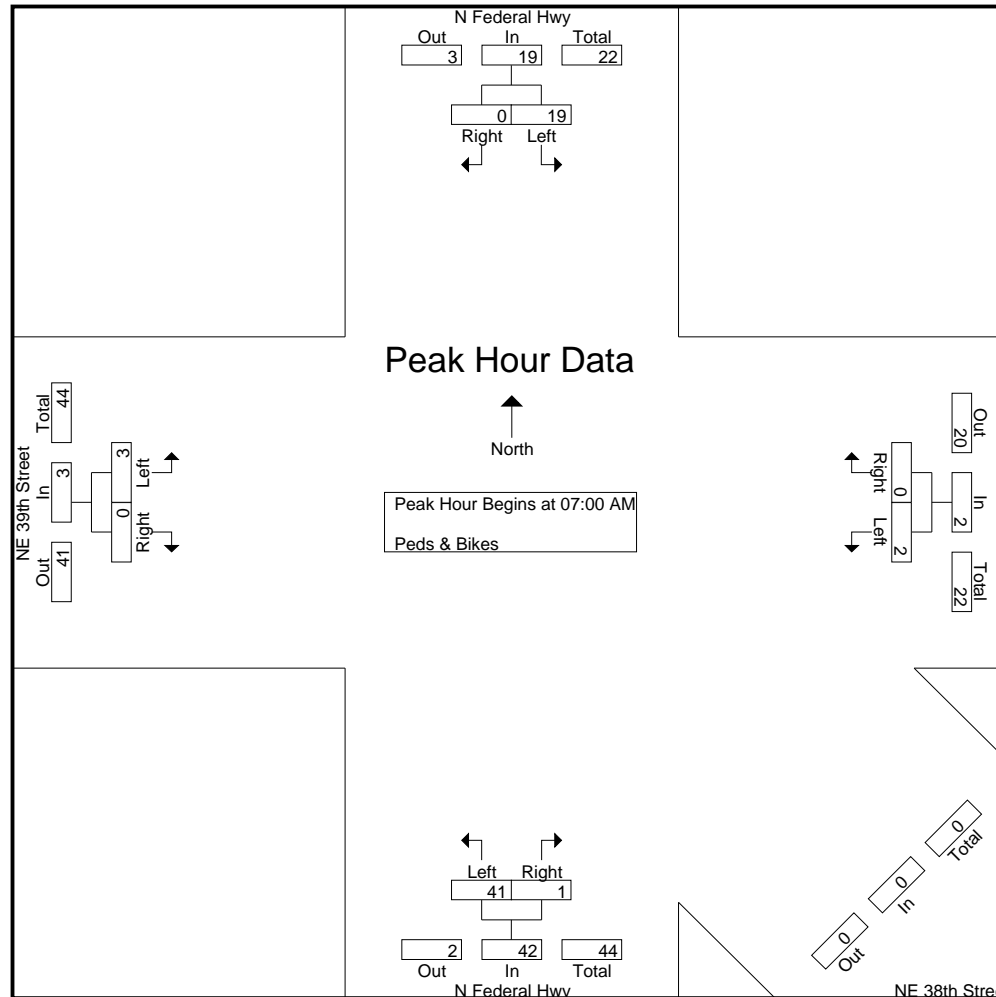 N Federal Hwy
Out In Total
3 19 22
0 19
Right Left
Peak Hour Data
North
Peak Hour Begins at 07:00 AM
Peds & Bikes
NE 39th Street
Total 44
In 3
Out 41
Left 3
Right 0
Right 0
Left 2
Out 20
In 2
Total 22
Left Right
41 1
2 42 44
Out In Total
N Federal Hwy
0 Total
0 In
0 Out
NE 38th Stree